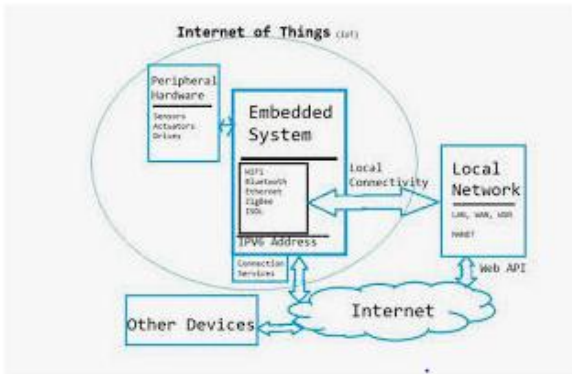 Internet of Things (IoT)
Peripheral
Hardware
Sensors
Actuators
Drives
Embedded
System
WiFi
Bluetooth
Ethernet
ZigBee
IPV6 Address
Connection
Services
Local
Connectivity
Local
Network
LAN, WAN,
MANET
Web API
Internet
Other Devices